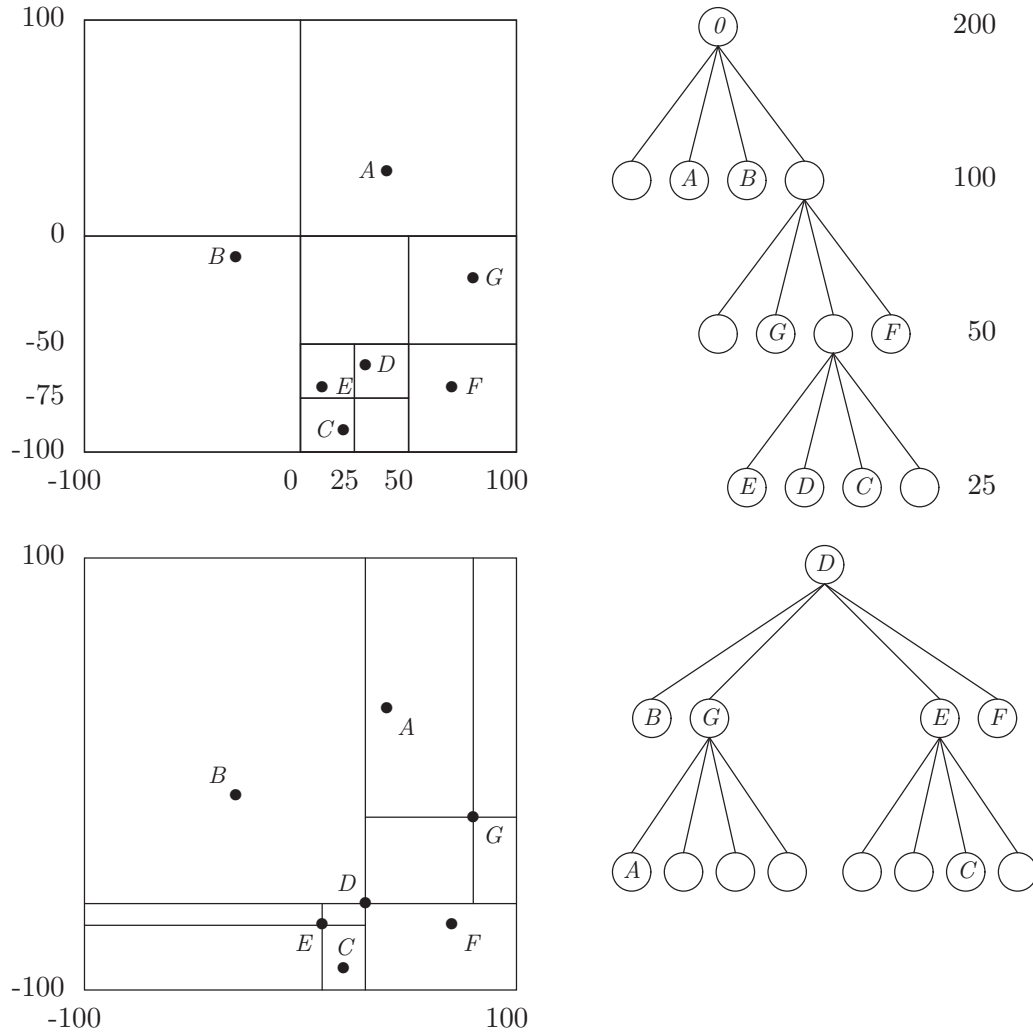 100 0 200
A A B 100
0
B G
-50 G F 50
D
E F
-75
C
-100 E D C 25
-100 0 25 50 100
100 D
A B G E F
B
G
D A C
E C F
-100
-100 100